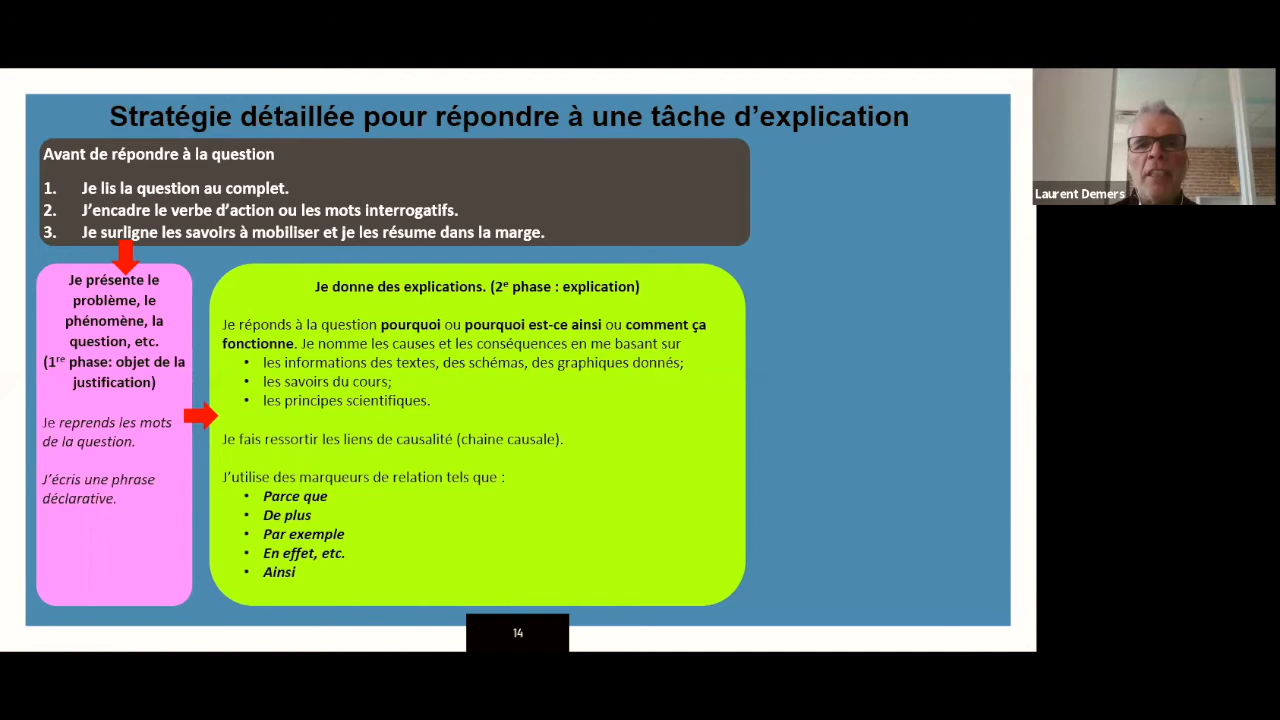 Stratégie détaillée pour répondre à une tâche d’explication
Laurent Demers
Avant de répondre à la question
1. Je lis la question au complet.
2. J’encadre le verbe d’action ou les mots interrogatifs.
3. Je surligne les savoirs à mobiliser et je les résume dans la marge.
Je présente le
problème, le
phénomène, la
question, etc.
(1re phase: objet de la
justification)
Je reprends les mots
de la question.
J’écris une phrase
déclarative.
Je donne des explications. (2e phase : explication)
Je réponds à la question pourquoi ou pourquoi est-ce ainsi ou comment ça
fonctionne. Je nomme les causes et les conséquences en me basant sur
• les informations des textes, des schémas, des graphiques donnés;
• les savoirs du cours;
• les principes scientifiques.
Je fais ressortir les liens de causalité (chaine causale).
J’utilise des marqueurs de relation tels que :
• Parce que
• De plus
• Par exemple
• En effet, etc.
• Ainsi
14